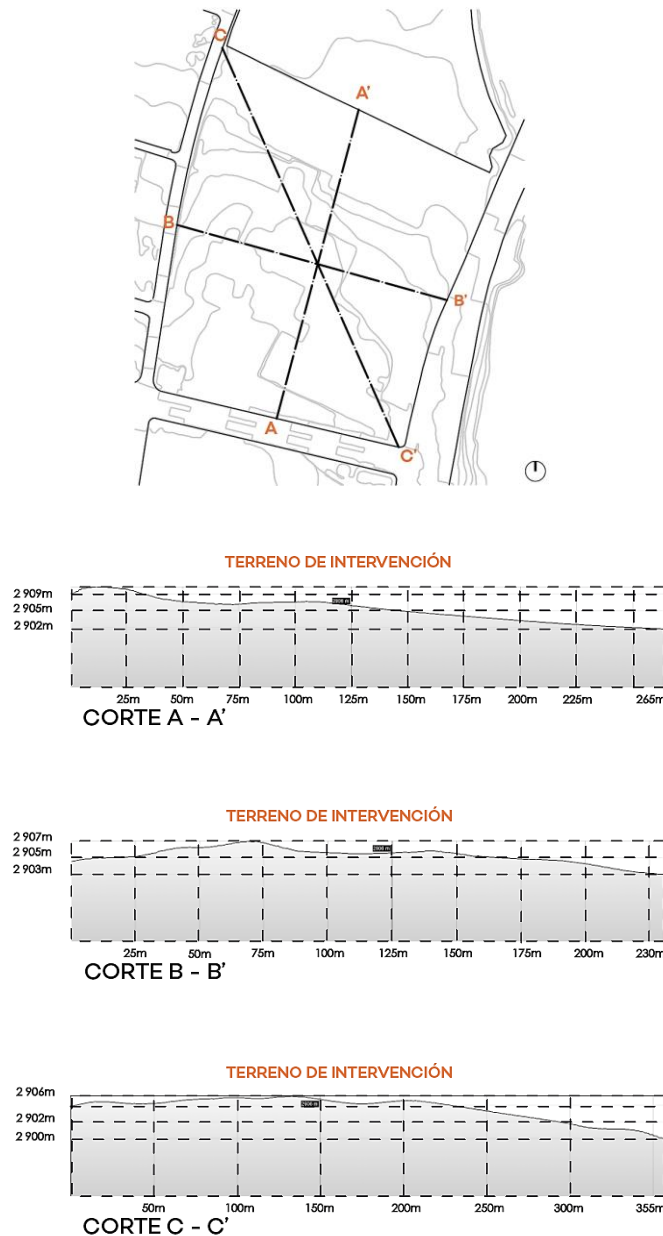 C
A'
B
B'
A
C'
TERRENO DE INTERVENCIÓN
2 909m
2 905m
2 902m
25m 50m 75m 100m 125m 150m 175m 200m 225m 265m
CORTE A - A'
TERRENO DE INTERVENCIÓN
2 907m
2 905m
2 903m
25m 50m 75m 100m 125m 150m 175m 200m 230m
CORTE B - B'
TERRENO DE INTERVENCIÓN
2 906m
2 902m
2 900m
50m 100m 150m 200m 250m 300m 355m
CORTE C - C'